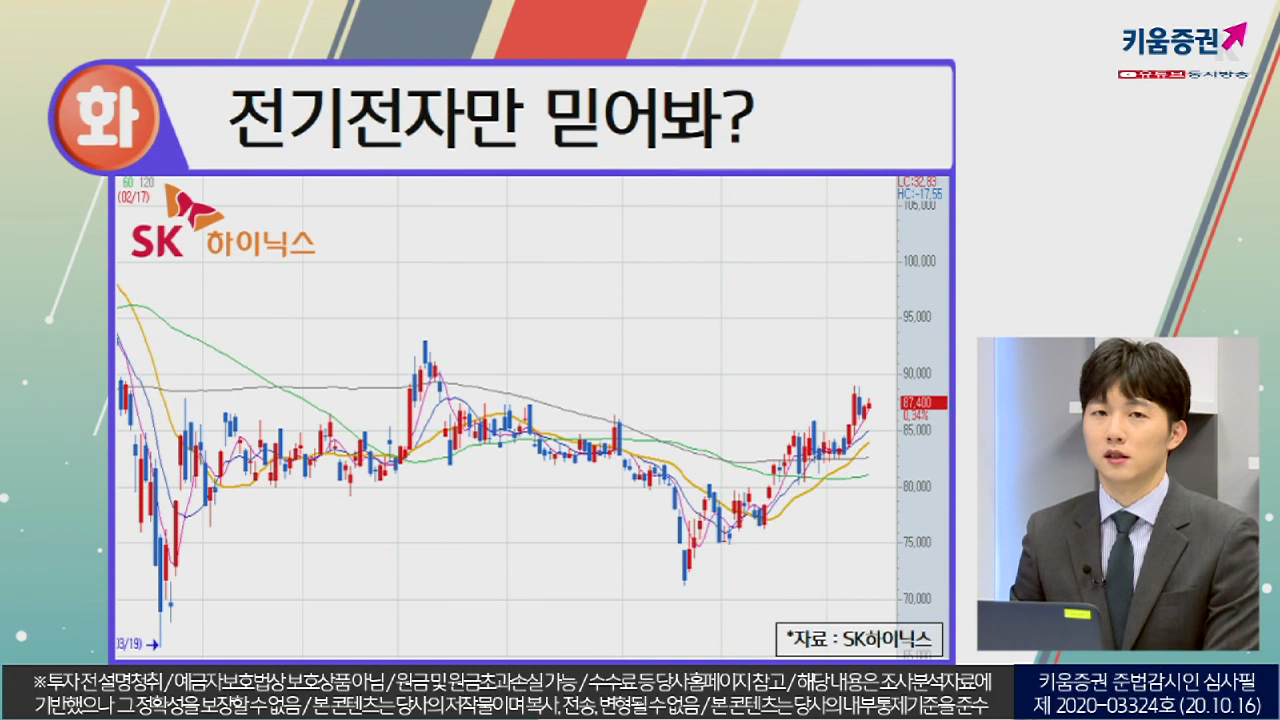 키움증권
유튜브 동시방송
화
전기전자만 믿어봐?
60 120
(02/17)
SK 하이닉스
LC:32.83
HC:-17.55
105,000
100,000
95,000
90,000
87,400
0.34%
85,000
80,000
75,000
70,000
65,000
03/19)
*자료 : SK하이닉스
※ 투자 전 설명청취 / 예금자보호법상 보호상품 아님 / 원금 및 원금초과손실 가능 / 수수료 등 당사홈페이지 참고 / 해당 내용은 조사분석자료에
기반했으나 그 정확성을 보장할 수 없음 / 본 콘텐츠는 당사의 저작물이며 복사, 전송, 변형될 수 없음 / 본 콘텐츠는 당사의 내부통제기준을 준수
키움증권 준법감시인 심사필
제 2020-03324호 (20.10.16)